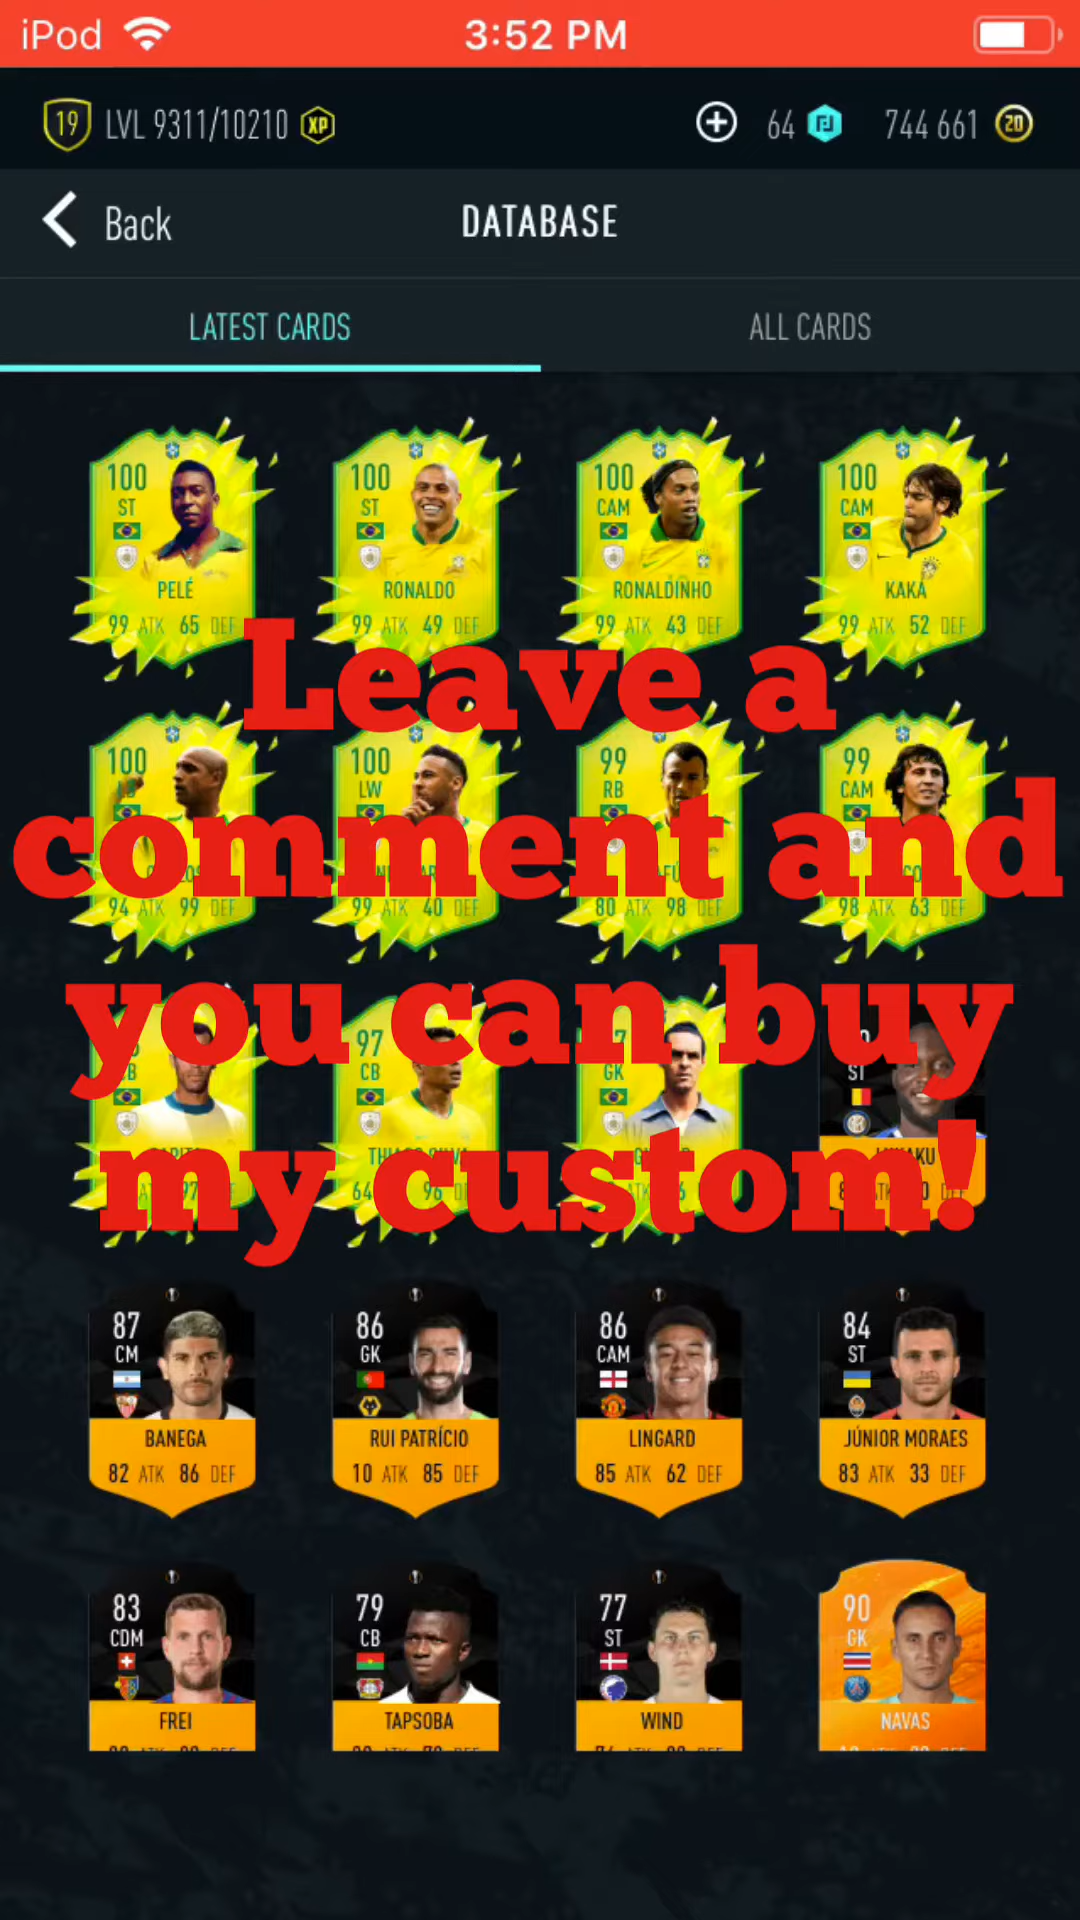 iPod 3:52 PM
19 LVL 9311/10210 XP 64 744 661 20
Back DATABASE
LATEST CARDS ALL CARDS
100 100 100 100
ST ST CAM CAM
PELÉ RONALDO RONALDINHO KAKÁ
99 ATK 65 DEF 99 ATK 49 DEF 99 ATK 43 DEF 99 ATK 52 DEF
Leave a
100 100 99 99
LW RB CAM
comment and
94 ATK 99 DEF 99 ATK 40 DEF 80 ATK 98 DEF 98 ATK 63 DEF
you can buy
97
CB GK ST
my custom!
87 86 86 84
CM GK CAM ST
BANEGA RUI PATRÍCIO LINGARD JÚNIOR MORAES
82 ATK 86 DEF 10 ATK 85 DEF 85 ATK 62 DEF 83 ATK 33 DEF
83 79 77 90
CDM CB ST GK
FREI TAPSOBA WIND NAVAS